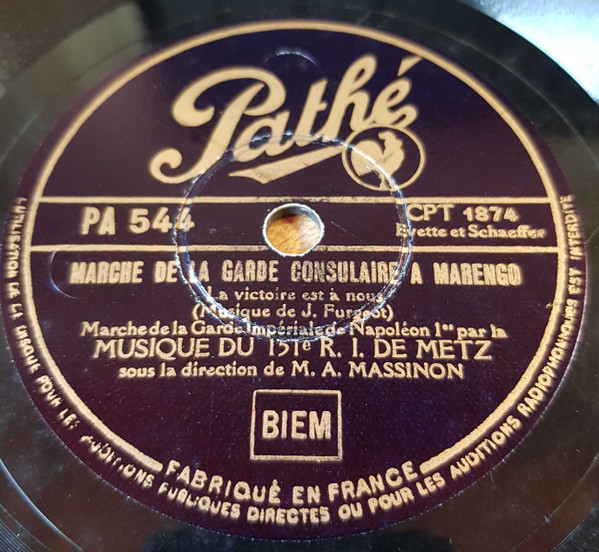 Pathé
PA 544
CPT 1874
Evette et Schaeffer
MARCHE DE LA GARDE CONSULAIRE A MARENGO
La victoire est à nous
(Musique de J. Furgeot)
Marche de la Garde Impériale de Napoléon 1er par la
MUSIQUE DU 151e R. I. DE METZ
sous la direction de M. A. MASSINON
BIEM
FABRIQUÉ EN FRANCE
L'UTILISATION DE CE DISQUE POUR LES AUDITIONS PUBLIQUES DIRECTES OU POUR LES AUDITIONS RADIOPHONIQUES EST INTERDITE